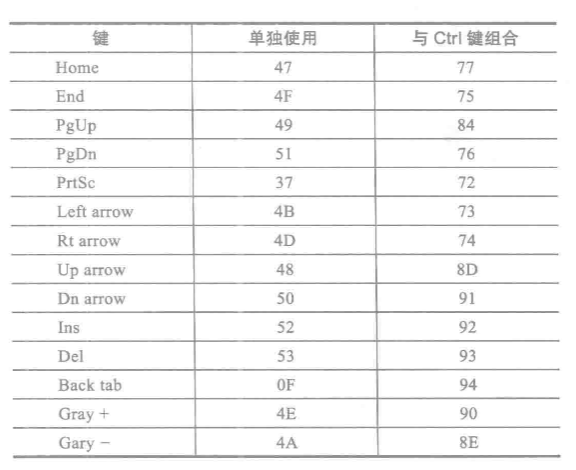 键 单独使用 与 Ctrl 键组合
Home 47 77
End 4F 75
PgUp 49 84
PgDn 51 76
PrtSc 37 72
Left arrow 4B 73
Rt arrow 4D 74
Up arrow 48 8D
Dn arrow 50 91
Ins 52 92
Del 53 93
Back tab 0F 94
Gray + 4E 90
Gary − 4A 8E